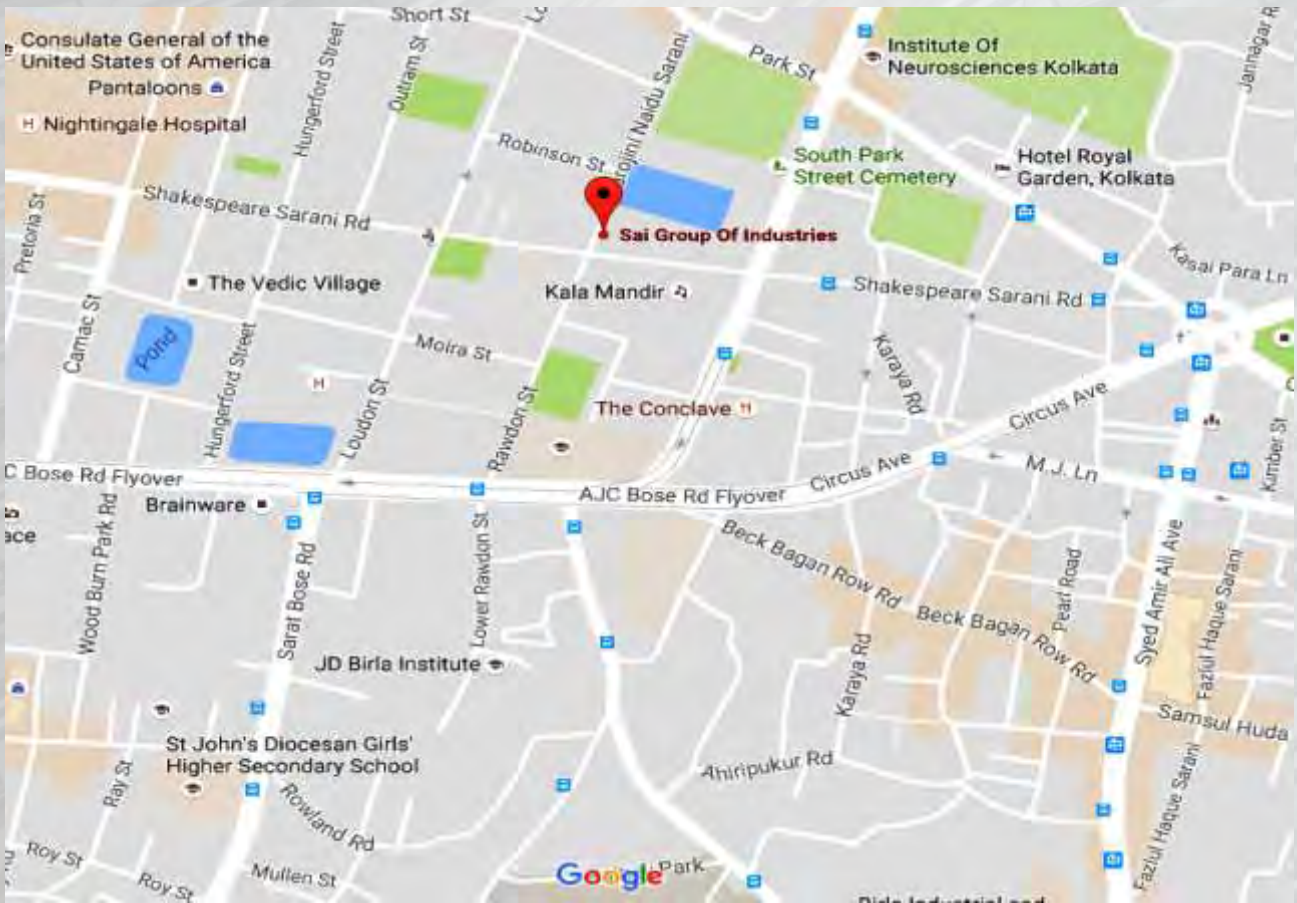 Short St
Consulate General of the
United States of America
Pantaloons
H Nightingale Hospital
Hungerford Street
Outram St
Sarojini Naidu Sarani
Park St
Institute Of
Neurosciences Kolkata
Jannagar R
Robinson St
South Park
Street Cemetery
Hotel Royal
Garden, Kolkata
Shakespeare Sarani Rd
Pretoria St
Sai Group Of Industries
Kasai Para Ln
The Vedic Village
Kala Mandir
Shakespeare Sarani Rd
Camac St
Pond
Hungerford Street
Moira St
Karaya Rd
H
Loudon St
Rawdon St
The Conclave
Circus Ave
Kimber St
C Bose Rd Flyover
AJC Bose Rd Flyover
Circus Ave
M.J. Ln
Brainware
ace
Wood Burn Park Rd
Sarat Bose Rd
Lower Rawdon St
Beck Bagan Row Rd
Beck Bagan Row Rd
Pearl Road
Syed Amir Ali Ave
Fazlul Haque Sarani
JD Birla Institute
Karaya Rd
Samsul Huda
St John's Diocesan Girls'
Higher Secondary School
Ahiripukur Rd
Ray St
Rowland Rd
Fazlul Haque Sarani
Roy St
Roy St
Mullen St
Google
Park